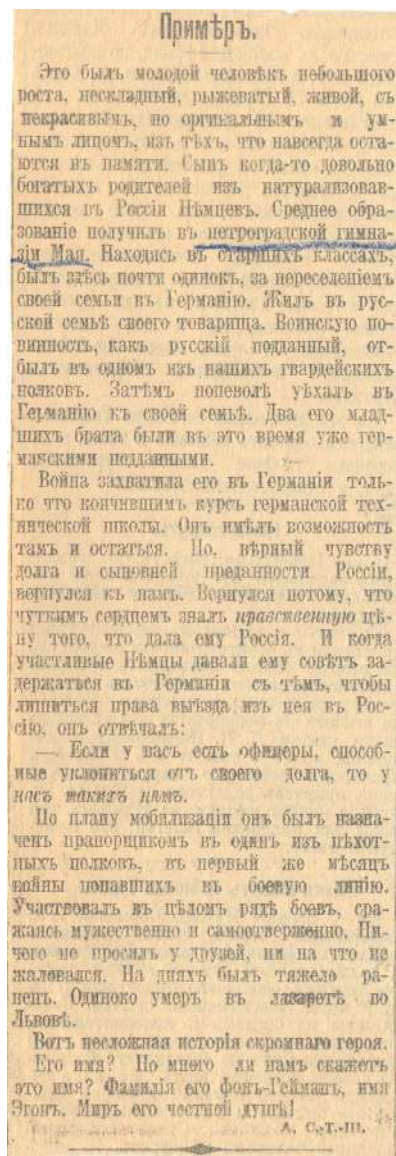 Примѣръ.
Это былъ молодой человѣкъ небольшого
роста, нескладный, рыжеватый, живой, съ
некрасивымъ, но оригнальнымъ и ум-
нымъ лицомъ, изъ тѣхъ, что навсегда оста-
ются въ памяти. Сынъ когда-то довольно
богатыхъ родителей изъ натурализовав-
шихся въ Россіи Нѣмцевъ. Среднее обра-
зованіе получилъ въ петроградской гимна-
зіи Мая. Находясь въ старшихъ классахъ,
былъ здѣсь почти одинокъ, за переселеніемъ
своей семьи въ Германію. Жилъ въ рус-
ской семьѣ своего товарища. Воинскую по-
винность, какъ русскій подданный, от-
былъ въ одномъ изъ нашихъ гвардейскихъ
полковъ. Затѣмъ поневолѣ уѣхалъ въ
Германію къ своей семьѣ. Два его млад-
шихъ брата были въ это время уже гер-
манскими подданными.
Война захватила его въ Германіи толь-
ко что кончившимъ курсъ германской тех-
нической школы. Онъ имѣлъ возможность
тамъ и остаться. Но, вѣрный чувству
долга и сыновней преданности Россіи,
вернулся къ намъ. Вернулся потому, что
чуткимъ сердцемъ зналъ нравственную цѣ-
ну того, что дала ему Россія. И когда
участливые Нѣмцы давали ему совѣтъ за-
держаться въ Германіи съ тѣмъ, чтобы
лишиться права выѣзда изъ нея въ Рос-
сію, онъ отвѣчалъ:
— Если у васъ есть офицеры, способ-
ные уклониться отъ своего долга, то у
насъ такихъ нѣтъ.
По плану мобилизаціи онъ былъ назна-
ченъ прапорщикомъ въ одинъ изъ пѣхот-
ныхъ полковъ, въ первый же мѣсяцъ
войны попавшихъ въ боевую линію.
Участвовалъ въ цѣломъ рядѣ боевъ, сра-
жаясь мужественно и самоотверженно. Ни-
чего не просилъ у друзей, ни на что не
жаловался. На дняхъ былъ тяжело ра-
ненъ. Одиноко умеръ въ лазаретѣ во
Львовѣ.
Вотъ несложная исторія скромнаго героя.
Его имя? Но много ли намъ скажетъ
это имя? Фамилія его фонъ-Гейманъ, имя
Эгонъ. Миръ его честной душѣ!
А. С.-Т.-Ш.